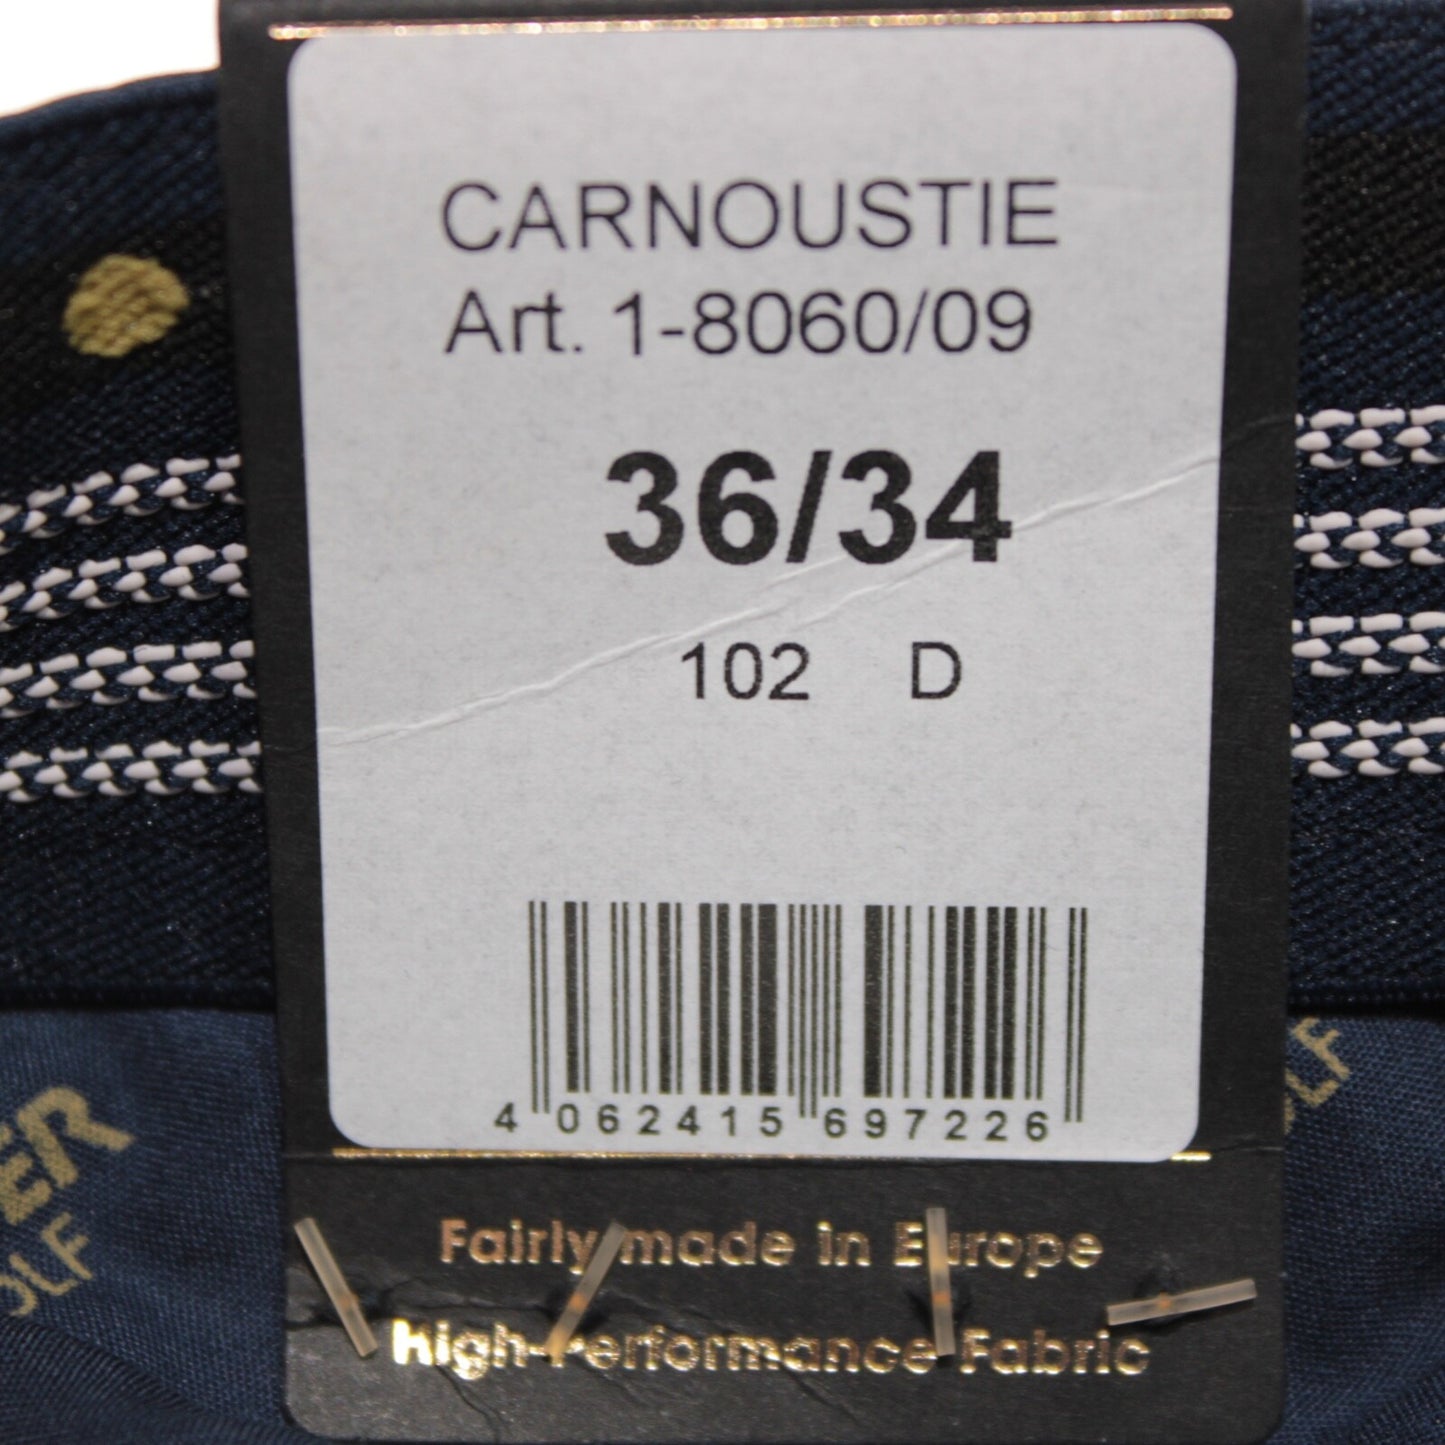 CARNOUSTIE
Art. 1-8060/09
36/34
102 D
4 062415 697226
Fairly made in Europe
High-Performance Fabric